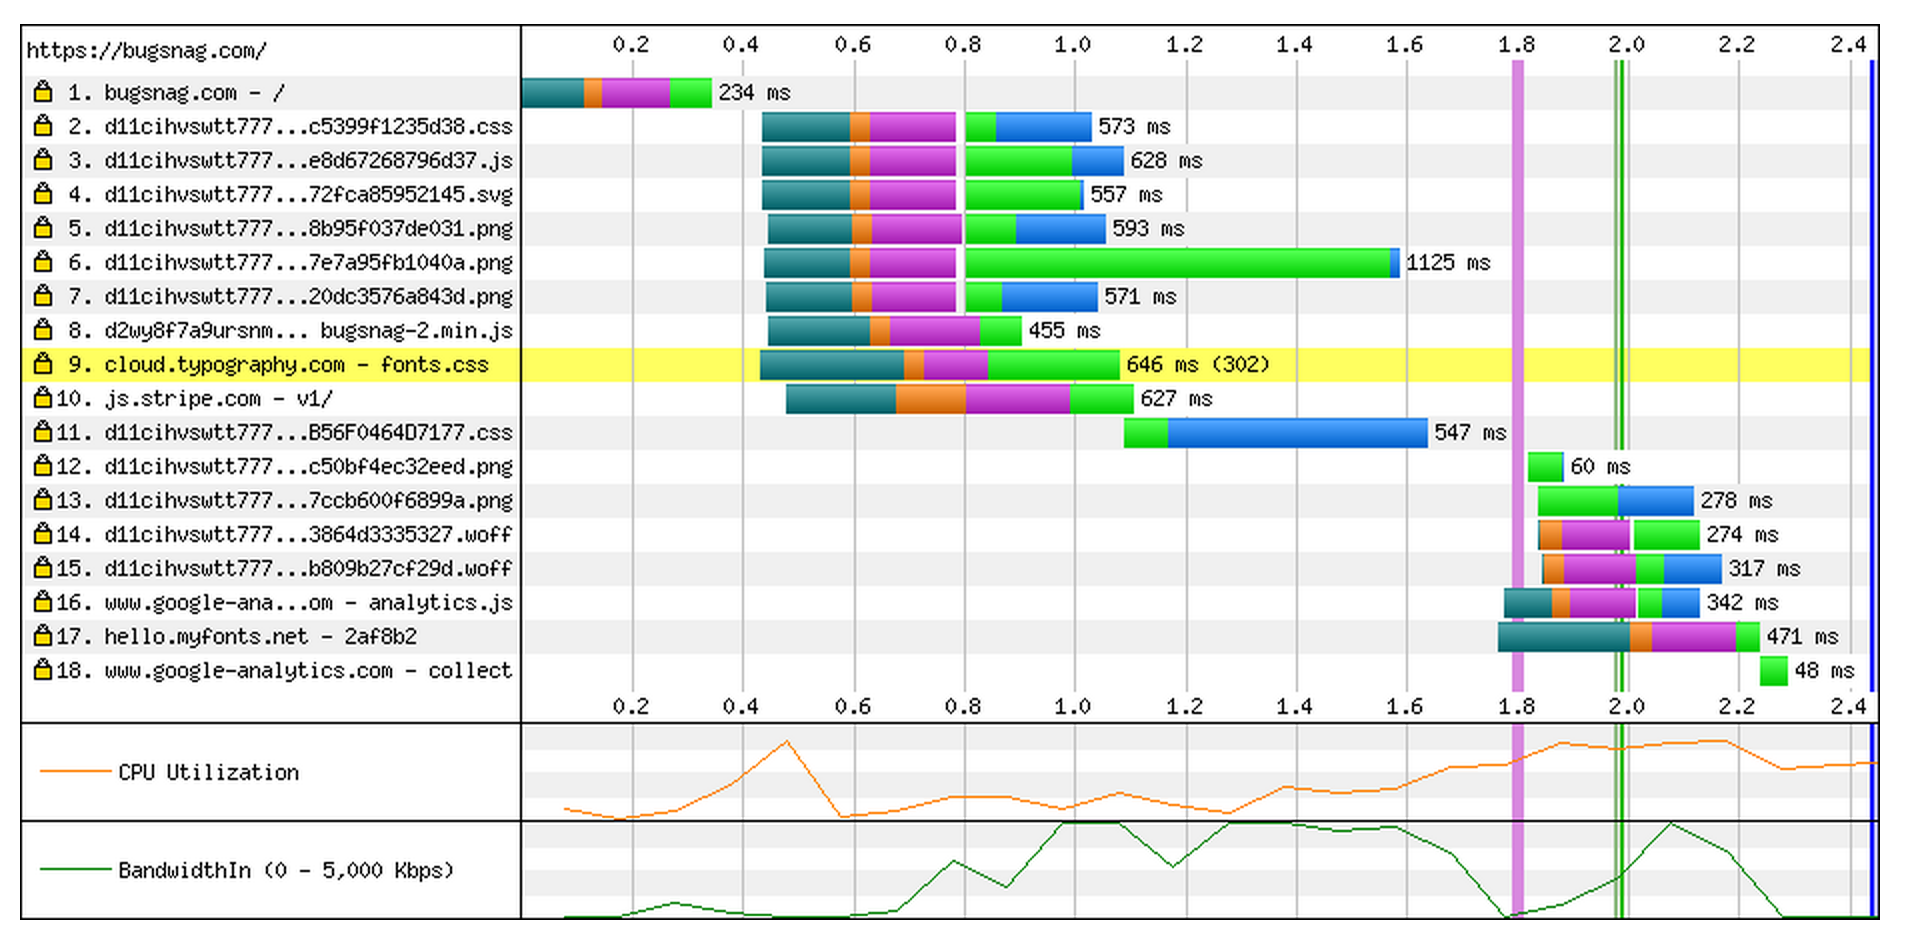 https://bugsnag.com/ 0.2 0.4 0.6 0.8 1.0 1.2 1.4 1.6 1.8 2.0 2.2 2.4
1. bugsnag.com - / 234 ms
2. d11cihvswtt777...c5399f1235d38.css 573 ms
3. d11cihvswtt777...e8d67268796d37.js 628 ms
4. d11cihvswtt777...72fca85952145.svg 557 ms
5. d11cihvswtt777...8b95f037de031.png 593 ms
6. d11cihvswtt777...7e7a95fb1040a.png 1125 ms
7. d11cihvswtt777...20dc3576a843d.png 571 ms
8. d2wy8f7a9ursnm... bugsnag-2.min.js 455 ms
9. cloud.typography.com - fonts.css 646 ms (302)
10. js.stripe.com - v1/ 627 ms
11. d11cihvswtt777...B56F0464D7177.css 547 ms
12. d11cihvswtt777...c50bf4ec32eed.png 60 ms
13. d11cihvswtt777...7ccb600f6899a.png 278 ms
14. d11cihvswtt777...3864d3335327.woff 274 ms
15. d11cihvswtt777...b809b27cf29d.woff 317 ms
16. www.google-ana...om - analytics.js 342 ms
17. hello.myfonts.net - 2af8b2 471 ms
18. www.google-analytics.com - collect 48 ms
0.2 0.4 0.6 0.8 1.0 1.2 1.4 1.6 1.8 2.0 2.2 2.4
CPU Utilization
BandwidthIn (0 - 5,000 Kbps)